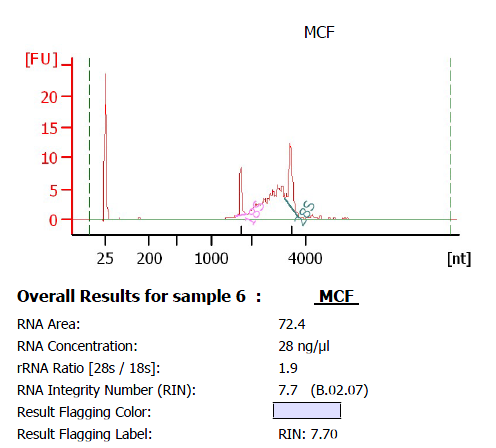 MCF
[FU]
20
15
10
5
0
18S
28S
25 200 1000 4000 [nt]
Overall Results for sample 6 : MCF
RNA Area: 72.4
RNA Concentration: 28 ng/µl
rRNA Ratio [28s / 18s]: 1.9
RNA Integrity Number (RIN): 7.7 (B.02.07)
Result Flagging Color:
Result Flagging Label: RIN: 7.70